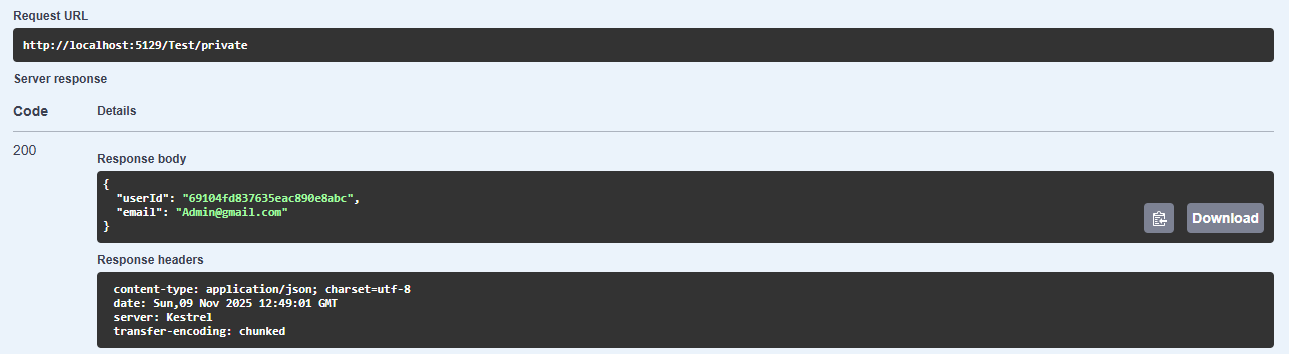 Request URL
http://localhost:5129/Test/private
Server response
Code Details
200
Response body
{
"userId": "69104fd837635eac890e8abc",
"email": "Admin@gmail.com"
}
Download
Response headers
content-type: application/json; charset=utf-8
date: Sun,09 Nov 2025 12:49:01 GMT
server: Kestrel
transfer-encoding: chunked